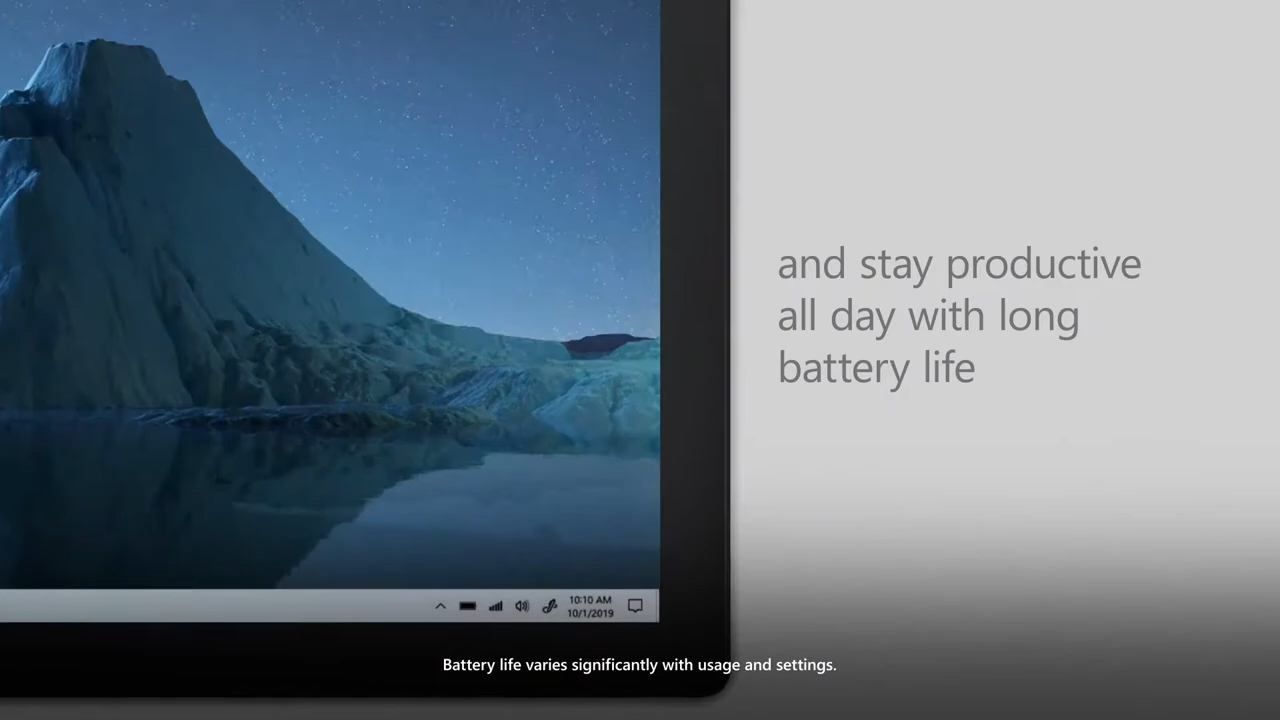 and stay productive
all day with long
battery life
10:10 AM
10/1/2019
Battery life varies significantly with usage and settings.